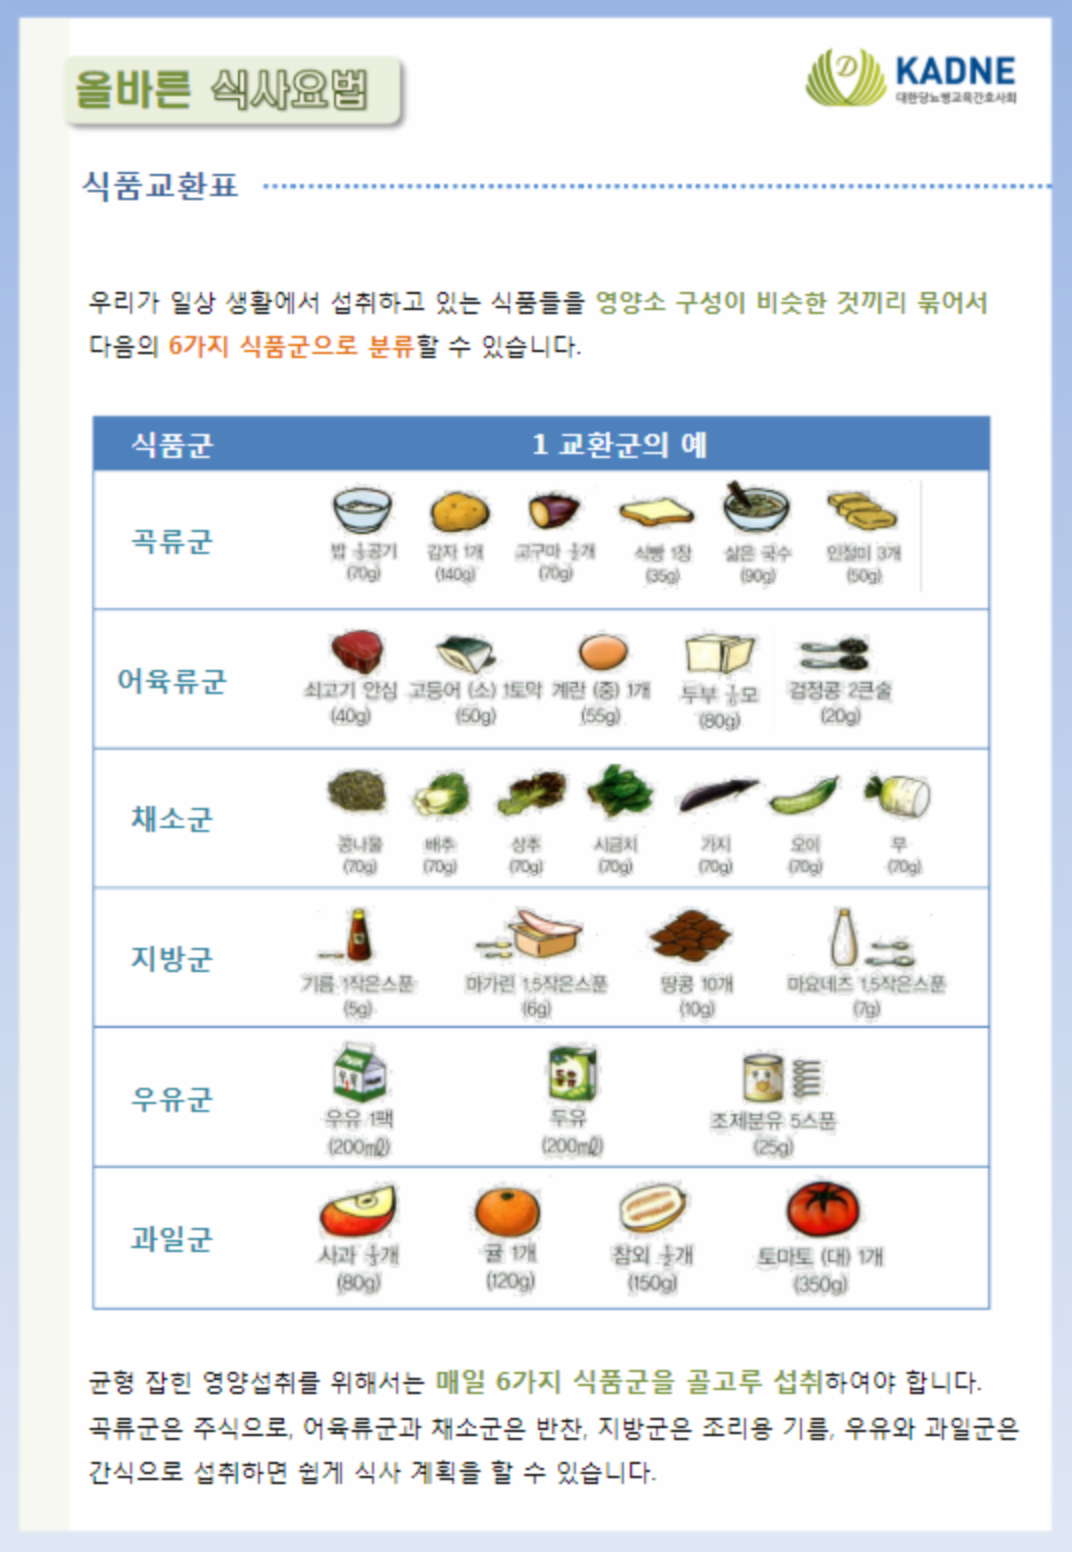 올바른 식사요법
KADNE
대한당뇨병교육간호사회
식품교환표
우리가 일상 생활에서 섭취하고 있는 식품들을 영양소 구성이 비슷한 것끼리 묶어서
다음의 6가지 식품군으로 분류할 수 있습니다.
식품군 1 교환군의 예
곡류군
밥 ⅓공기 감자 1개 고구마 ½개 식빵 1장 삶은 국수 인절미 3개
(70g) (140g) (70g) (35g) (90g) (50g)
어육류군
쇠고기 안심 고등어 (소) 1토막 계란 (중) 1개 두부 모 검정콩 2큰술
(40g) (50g) (55g) (80g) (20g)
채소군
콩나물 배추 상추 시금치 가지 오이 무
(70g) (70g) (70g) (70g) (70g) (70g) (70g)
지방군
기름 1작은스푼 마가린 1.5작은스푼 땅콩 10개 마요네즈 1.5작은스푼
(5g) (6g) (10g) (7g)
우유군
우유 1팩 두유 조제분유 5스푼
(200㎖) (200㎖) (25g)
과일군
사과 ⅓개 귤 1개 참외 ½개 토마토 (대) 1개
(80g) (120g) (150g) (350g)
균형 잡힌 영양섭취를 위해서는 매일 6가지 식품군을 골고루 섭취하여야 합니다.
곡류군은 주식으로, 어육류군과 채소군은 반찬, 지방군은 조리용 기름, 우유와 과일군은
간식으로 섭취하면 쉽게 식사 계획을 할 수 있습니다.